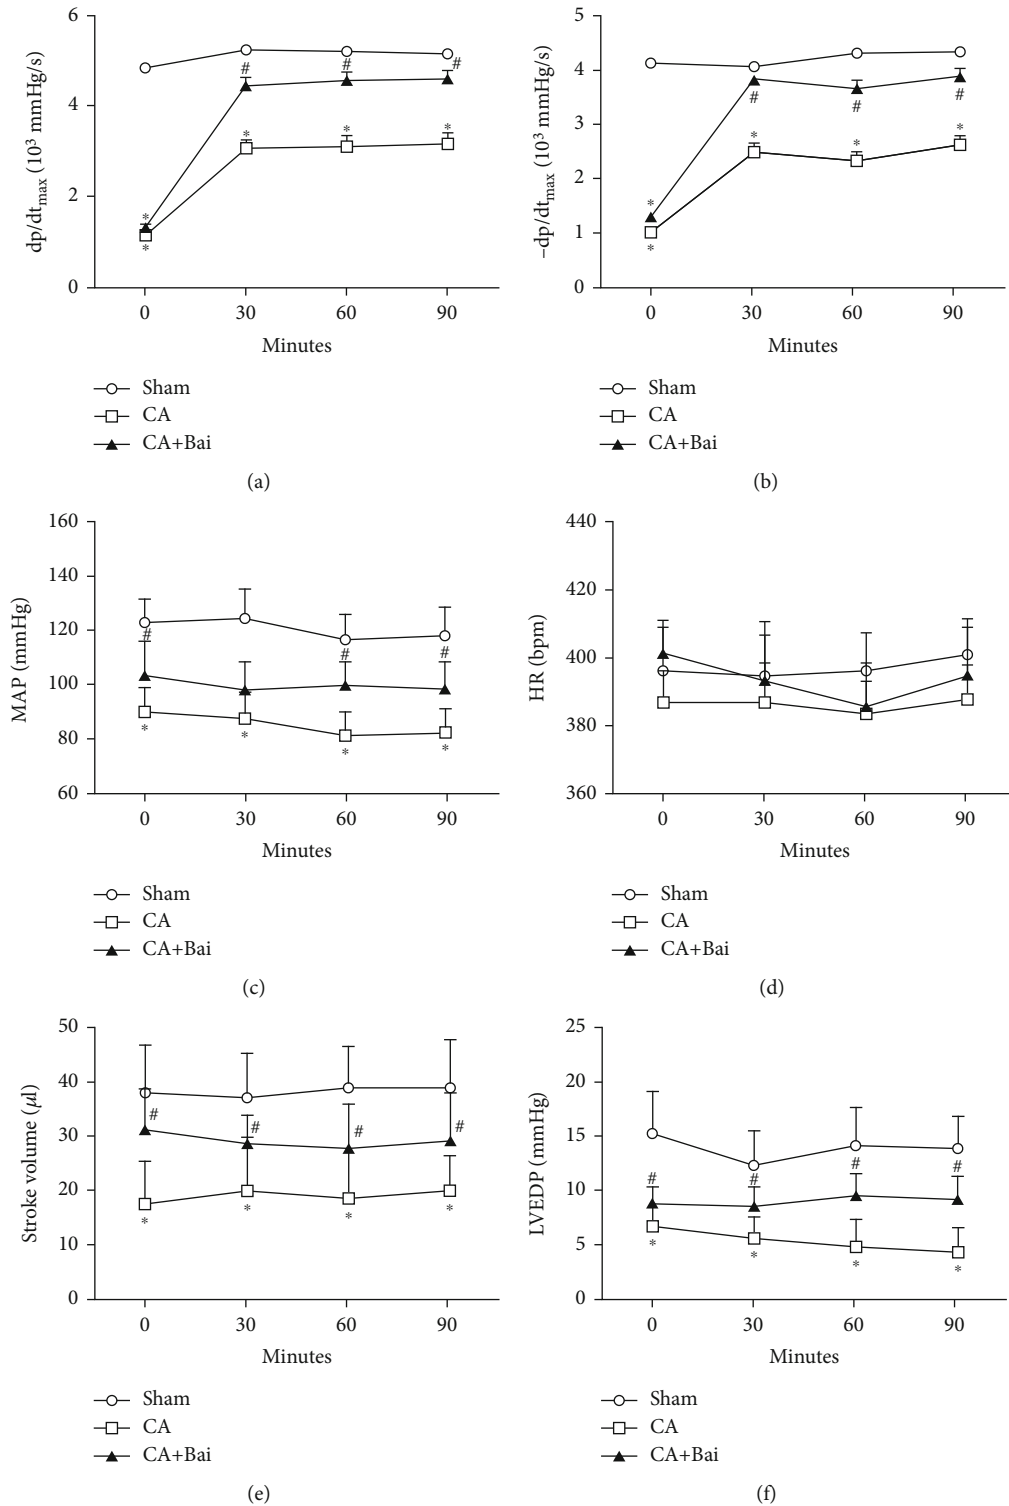 dp/dtmax (10³ mmHg/s)
6
4
2
0
#
#
#
*
*
*
*
*
0 30 60 90
Minutes
Sham
CA
CA+Bai
(a)
−dp/dtmax (10³ mmHg/s)
5
4
3
2
1
0
#
#
#
*
*
*
*
*
0 30 60 90
Minutes
Sham
CA
CA+Bai
(b)
MAP (mmHg)
160
140
120
100
80
60
#
#
#
*
*
*
*
0 30 60 90
Minutes
Sham
CA
CA+Bai
(c)
HR (bpm)
440
420
400
380
360
0 30 60 90
Minutes
Sham
CA
CA+Bai
(d)
Stroke volume (μl)
50
40
30
20
10
0
#
#
#
#
*
*
*
*
0 30 60 90
Minutes
Sham
CA
CA+Bai
(e)
LVEDP (mmHg)
25
20
15
10
5
0
#
#
#
#
*
*
*
*
0 30 60 90
Minutes
Sham
CA
CA+Bai
(f)